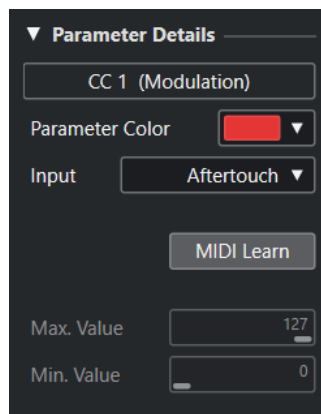 ▼ Parameter Details
CC 1 (Modulation)
Parameter Color ▼
Input Aftertouch ▼
MIDI Learn
Max. Value 127
Min. Value 0